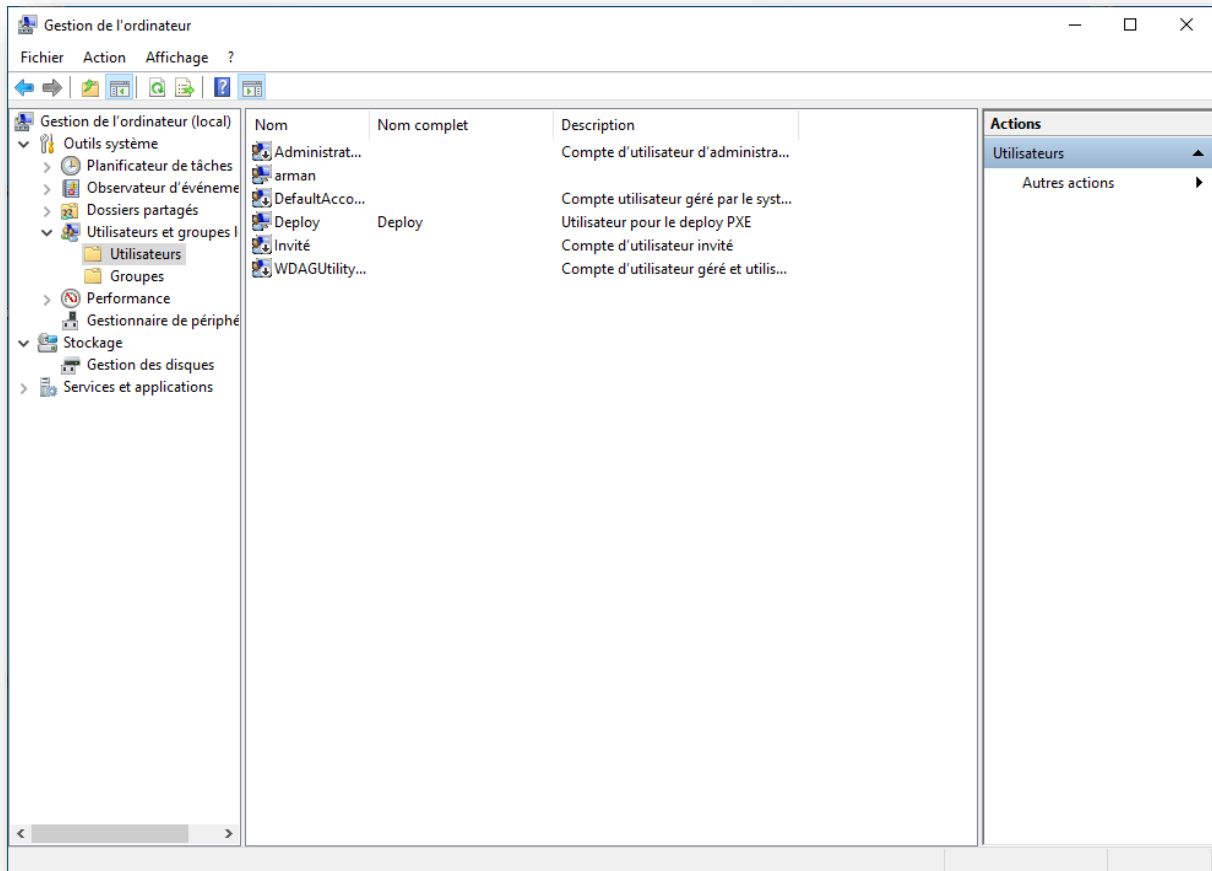 Gestion de l'ordinateur
Fichier Action Affichage ?
Gestion de l'ordinateur (local)
Outils système
Planificateur de tâches
Observateur d'événeme
Dossiers partagés
Utilisateurs et groupes l
Utilisateurs
Groupes
Performance
Gestionnaire de périphé
Stockage
Gestion des disques
Services et applications
Nom Nom complet Description
Administrat... Compte d'utilisateur d'administra...
arman
DefaultAcco... Compte utilisateur géré par le syst...
Deploy Deploy Utilisateur pour le deploy PXE
Invité Compte d'utilisateur invité
WDAGUtility... Compte d'utilisateur géré et utilis...
Actions
Utilisateurs
Autres actions